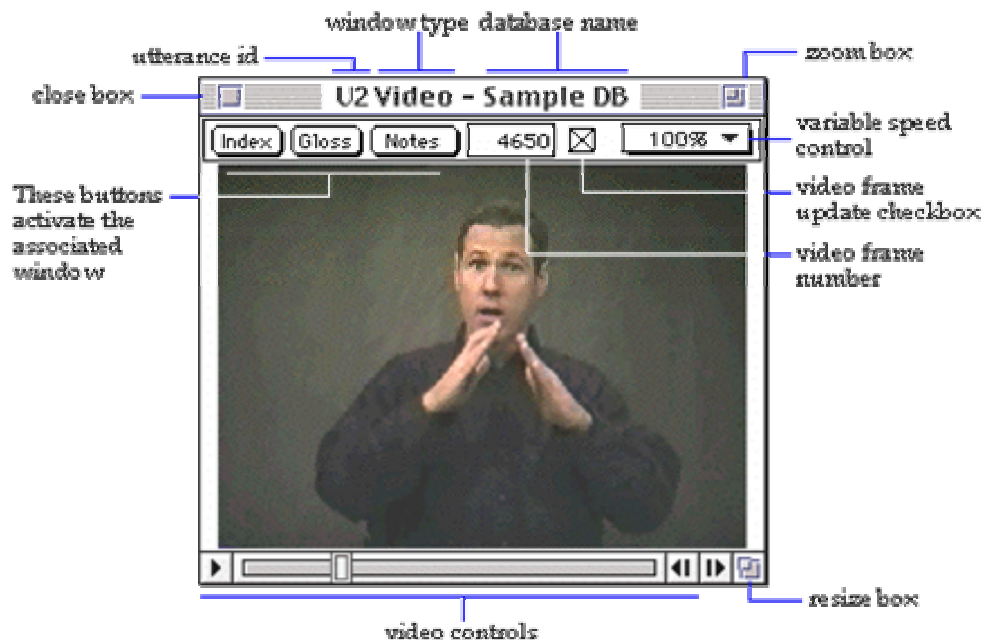 window type database name
utterance id
zoom box
close box
U2 Video - Sample DB
Index
Gloss
Notes
4650
100%
variable speed
control
These buttons
activate the
associated
window
video frame
update checkbox
video frame
number
resize box
video controls